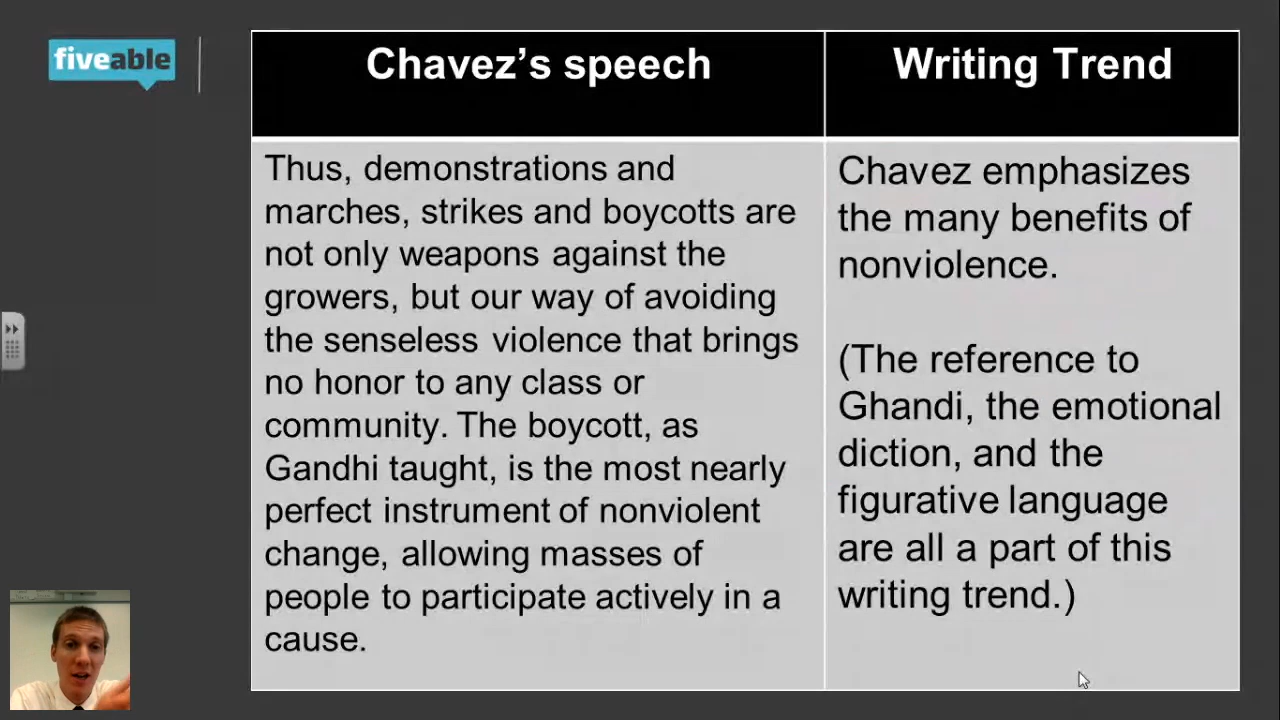 fiveable
Chavez’s speech
Writing Trend
Thus, demonstrations and
marches, strikes and boycotts are
not only weapons against the
growers, but our way of avoiding
the senseless violence that brings
no honor to any class or
community. The boycott, as
Gandhi taught, is the most nearly
perfect instrument of nonviolent
change, allowing masses of
people to participate actively in a
cause.
Chavez emphasizes
the many benefits of
nonviolence.
(The reference to
Ghandi, the emotional
diction, and the
figurative language
are all a part of this
writing trend.)